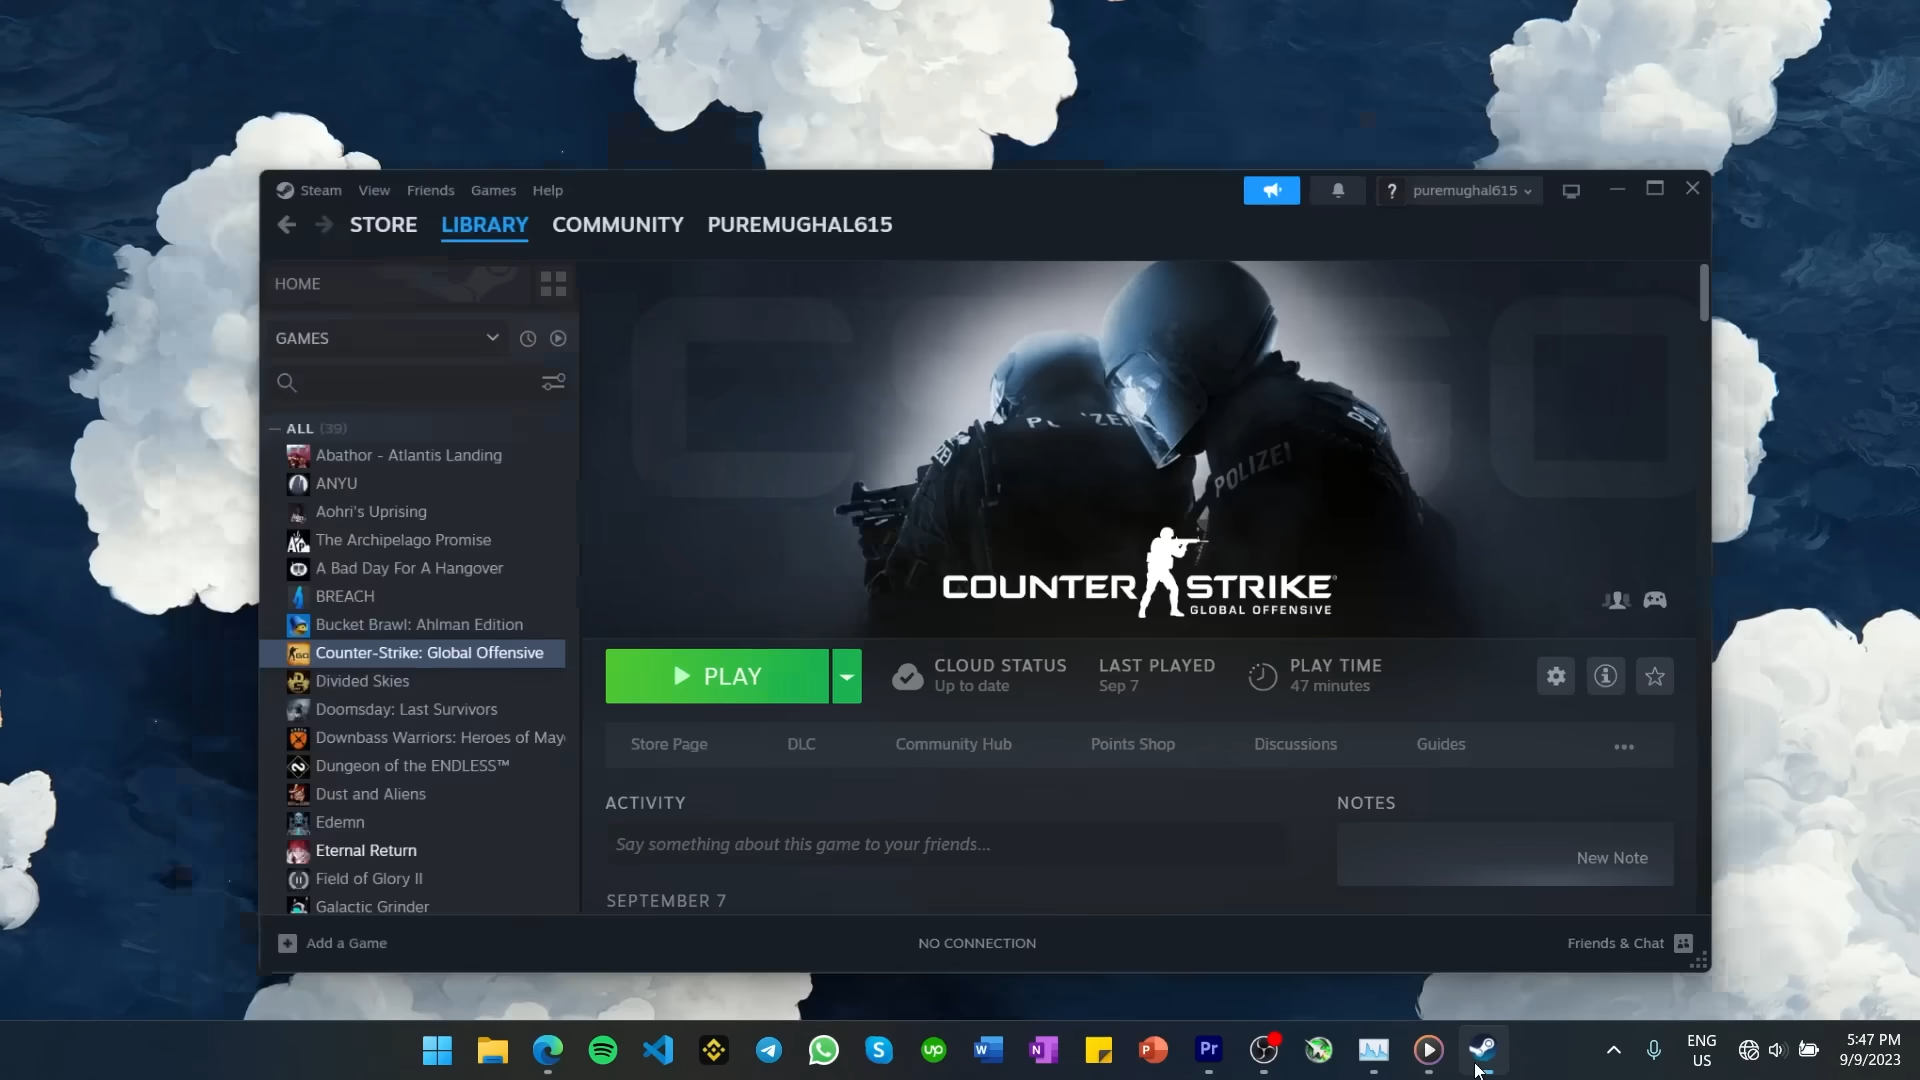 Steam View Friends Games Help
? puremughal615
STORE LIBRARY COMMUNITY PUREMUGHAL615
HOME
GAMES
ALL (39)
Abathor - Atlantis Landing
ANYU
Aohri's Uprising
The Archipelago Promise
A Bad Day For A Hangover
BREACH
Bucket Brawl: Ahlman Edition
Counter-Strike: Global Offensive
Divided Skies
Doomsday: Last Survivors
Downbass Warriors: Heroes of May
Dungeon of the ENDLESS™
Dust and Aliens
Edemn
Eternal Return
Field of Glory II
Galactic Grinder
POLIZEI
COUNTER STRIKE
GLOBAL OFFENSIVE
PLAY
CLOUD STATUS
Up to date
LAST PLAYED
Sep 7
PLAY TIME
47 minutes
Store Page DLC Community Hub Points Shop Discussions Guides
ACTIVITY
Say something about this game to your friends...
SEPTEMBER 7
NOTES
New Note
Add a Game
NO CONNECTION
Friends & Chat
ENG
US
5:47 PM
9/9/2023